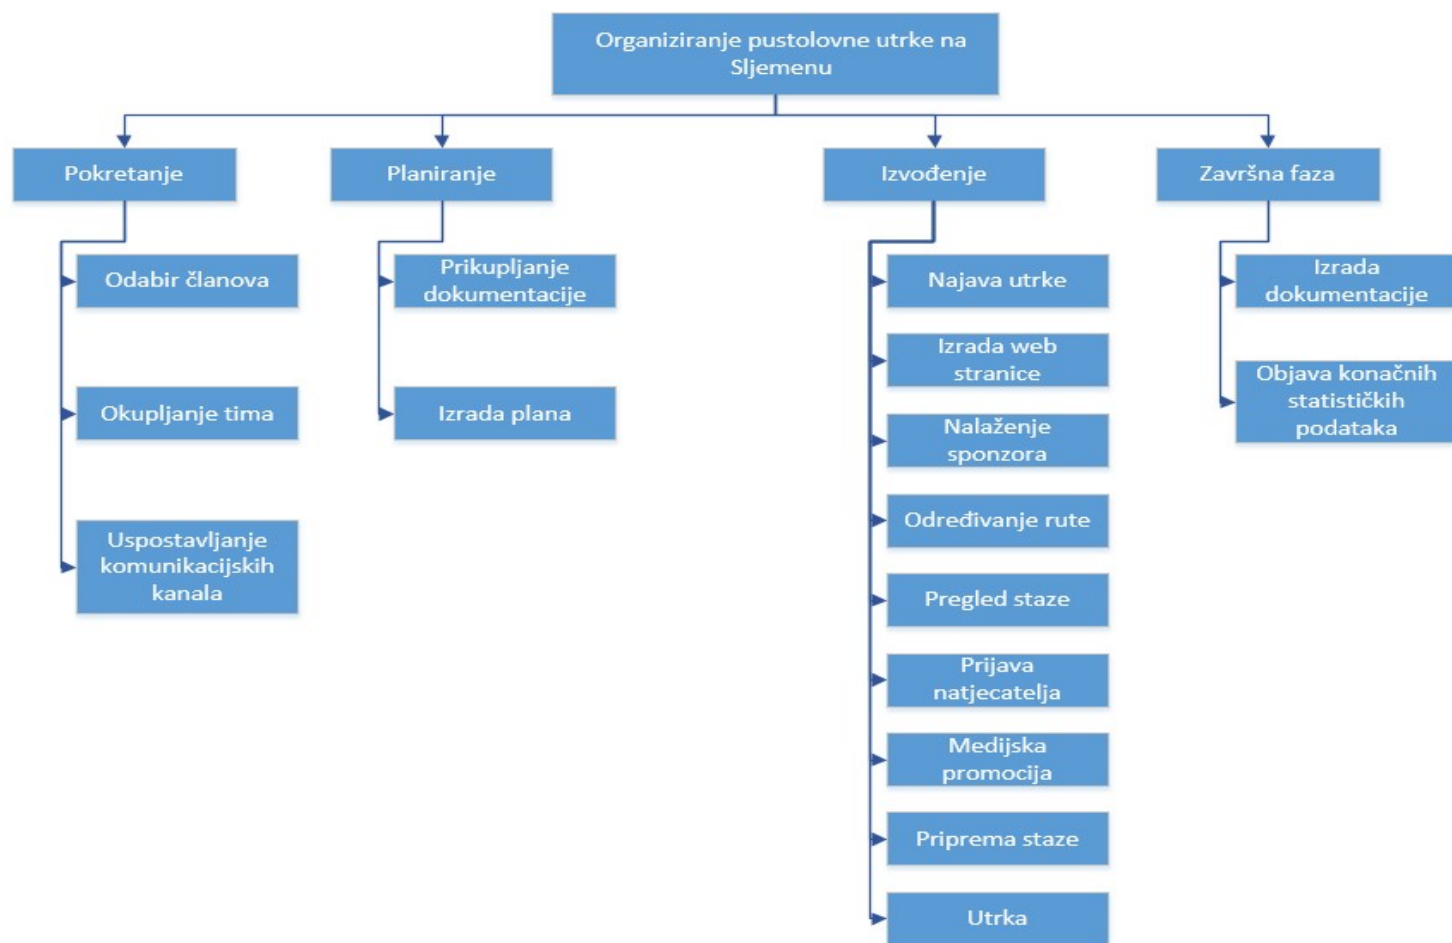 Organiziranje pustolovne utrke na
Sljemenu
Pokretanje
Planiranje
Izvođenje
Završna faza
Odabir članova
Okupljanje tima
Uspostavljanje
komunikacijskih
kanala
Prikupljanje
dokumentacije
Izrada plana
Najava utrke
Izrada web
stranice
Nalaženje
sponzora
Određivanje rute
Pregled staze
Prijava
natjecatelja
Medijska
promocija
Priprema staze
Utrka
Izrada
dokumentacije
Objava konačnih
statističkih
podataka